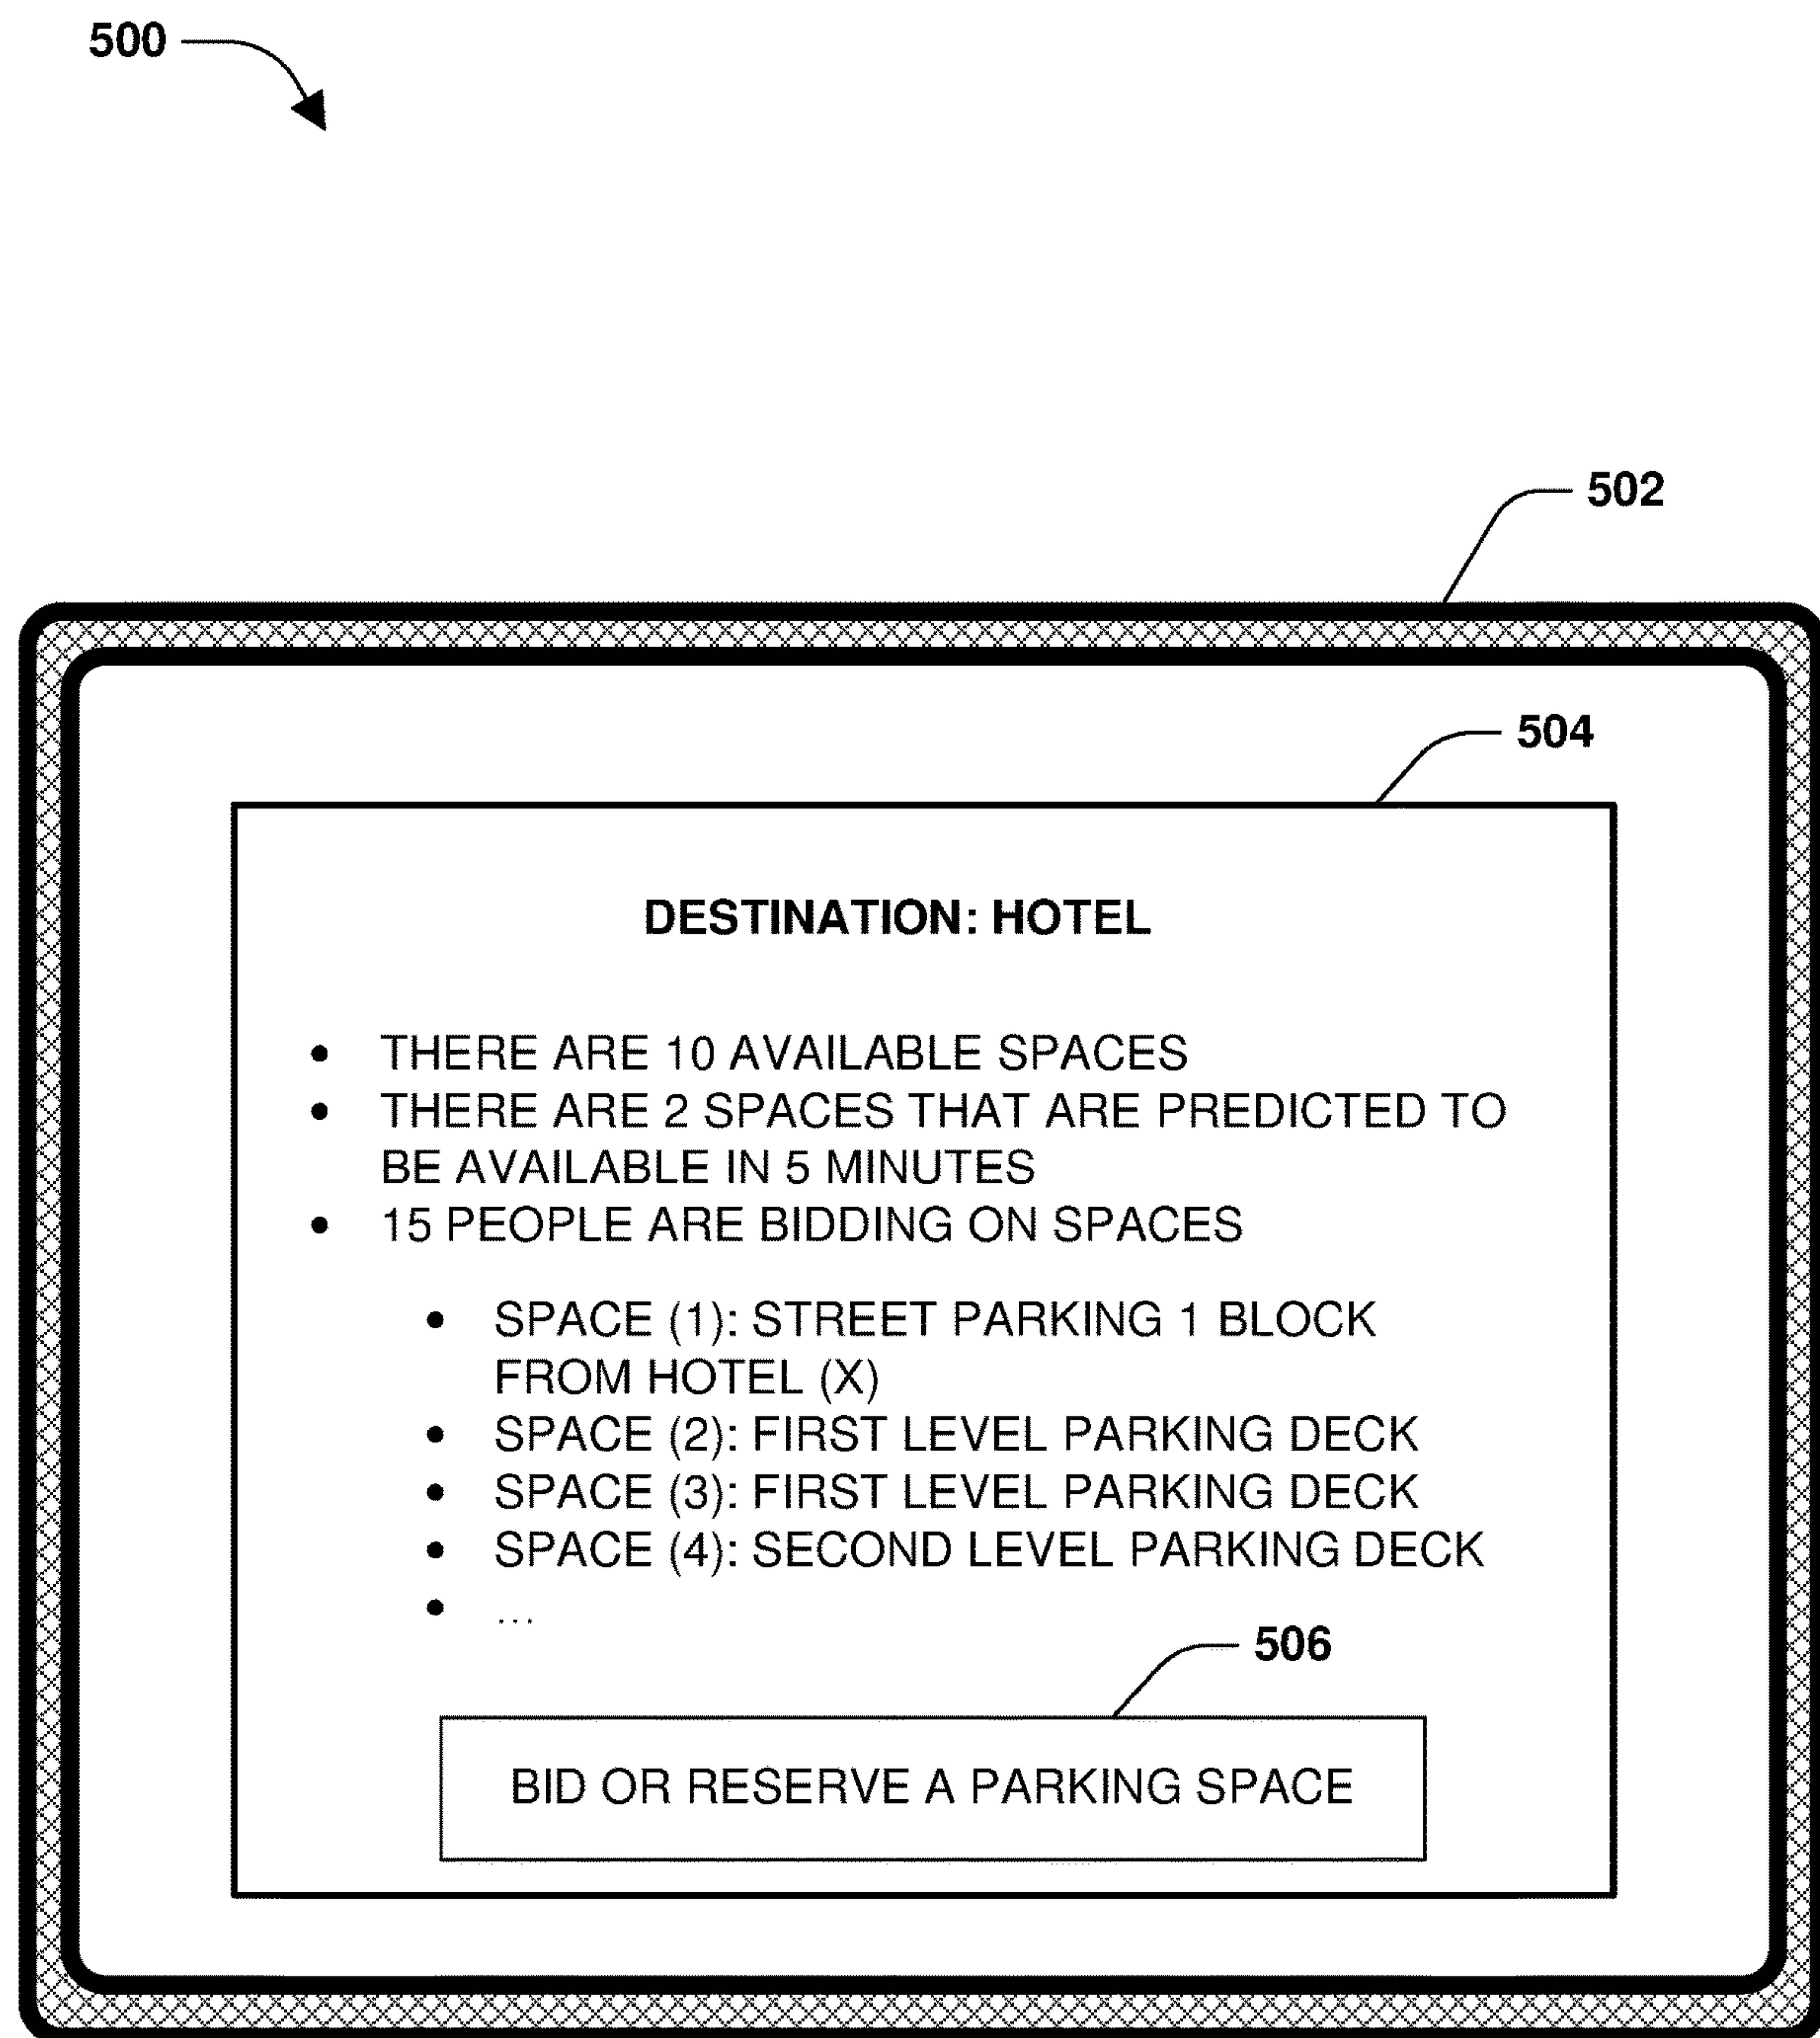 500
502
504
DESTINATION: HOTEL
• THERE ARE 10 AVAILABLE SPACES
• THERE ARE 2 SPACES THAT ARE PREDICTED TO
BE AVAILABLE IN 5 MINUTES
• 15 PEOPLE ARE BIDDING ON SPACES
• SPACE (1): STREET PARKING 1 BLOCK
FROM HOTEL (X)
• SPACE (2): FIRST LEVEL PARKING DECK
• SPACE (3): FIRST LEVEL PARKING DECK
• SPACE (4): SECOND LEVEL PARKING DECK
• ...
506
BID OR RESERVE A PARKING SPACE